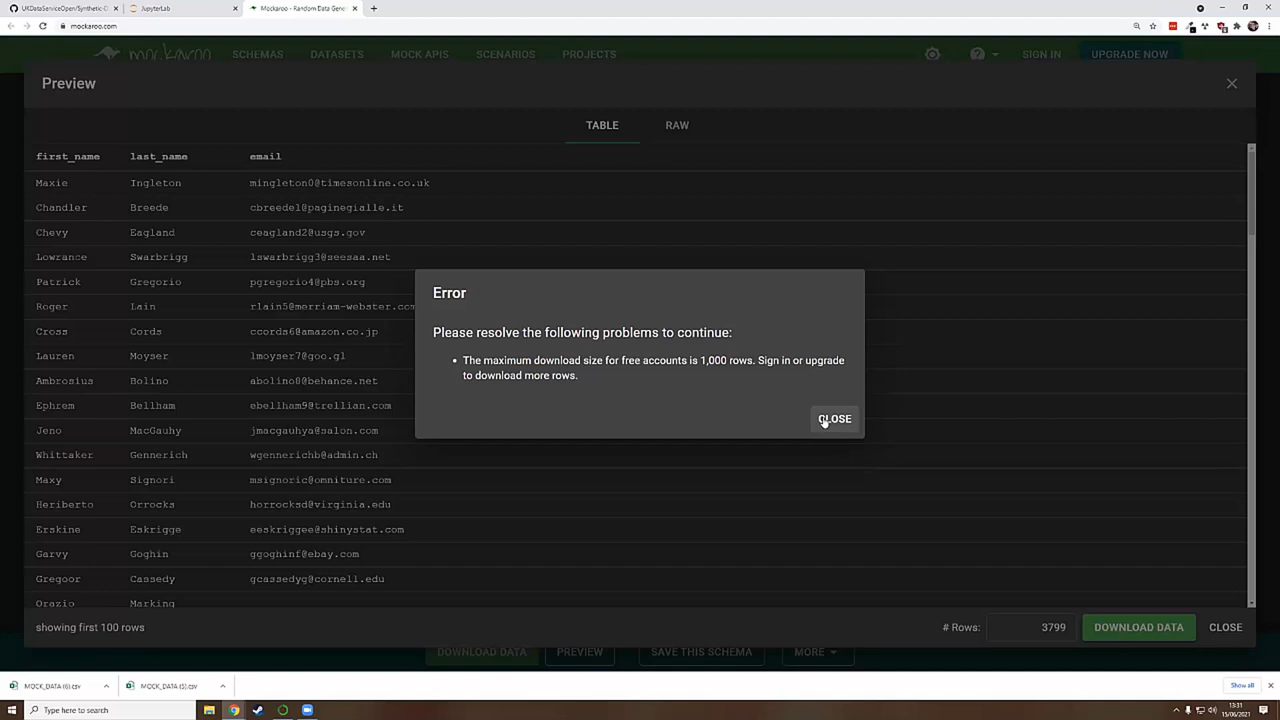 UKDataServiceOpen/Synthetic-D
JupyterLab
Mockaroo - Random Data Gene
mockaroo.com
mockaroo
SCHEMAS
DATASETS
MOCK APIS
SCENARIOS
PROJECTS
SIGN IN
UPGRADE NOW
Preview
TABLE
RAW
first_name last_name email
Maxie Ingleton mingleton0@timesonline.co.uk
Chandler Breede cbreede1@paginegialle.it
Chevy Eagland ceagland2@usgs.gov
Lowrance Swarbrigg lswarbrigg3@seesaa.net
Patrick Gregorio pgregorio4@pbs.org
Roger Lain rlain5@merriam-webster.com
Cross Cords ccords6@amazon.co.jp
Lauren Moyser lmoyser7@goo.gl
Ambrosius Bolino abolino8@behance.net
Ephrem Bellham ebellham9@trellian.com
Jeno MacGauhy jmacgauhya@salon.com
Whittaker Gennerich wgennerichb@admin.ch
Maxy Signori msignoric@omniture.com
Heriberto Orrocks horrocksd@virginia.edu
Erskine Eskrigge eeskriggee@shinystat.com
Garvy Goghin ggoghinf@ebay.com
Gregoor Cassedy gcassedyg@cornell.edu
Orazio Marking
Error
Please resolve the following problems to continue:
• The maximum download size for free accounts is 1,000 rows. Sign in or upgrade
to download more rows.
CLOSE
showing first 100 rows
# Rows: 3799
DOWNLOAD DATA
CLOSE
DOWNLOAD DATA
PREVIEW
SAVE THIS SCHEMA
MORE
MOCK_DATA (6).csv
MOCK_DATA (5).csv
Show all
Type here to search
13:31
15/06/2021